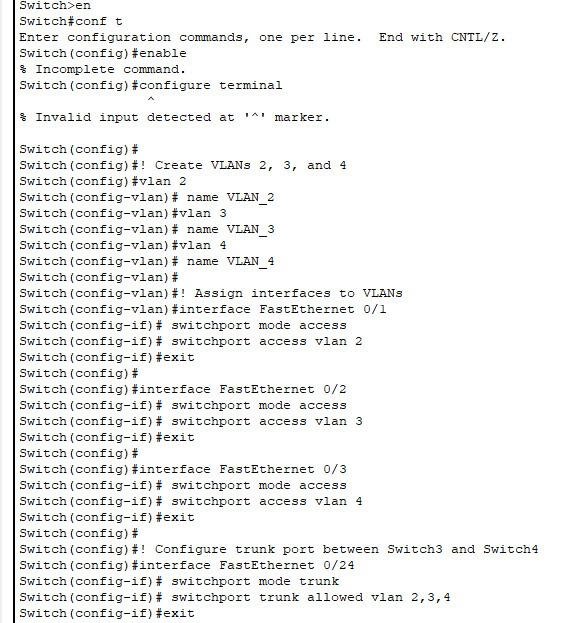 Switch>en
Switch#conf t
Enter configuration commands, one per line.  End with CNTL/Z.
Switch(config)#enable
% Incomplete command.
Switch(config)#configure terminal
^
% Invalid input detected at '^' marker.
Switch(config)#
Switch(config)#! Create VLANs 2, 3, and 4
Switch(config)#vlan 2
Switch(config-vlan)# name VLAN_2
Switch(config-vlan)#vlan 3
Switch(config-vlan)# name VLAN_3
Switch(config-vlan)#vlan 4
Switch(config-vlan)# name VLAN_4
Switch(config-vlan)#
Switch(config-vlan)#! Assign interfaces to VLANs
Switch(config-vlan)#interface FastEthernet 0/1
Switch(config-if)# switchport mode access
Switch(config-if)# switchport access vlan 2
Switch(config-if)#exit
Switch(config)#
Switch(config)#interface FastEthernet 0/2
Switch(config-if)# switchport mode access
Switch(config-if)# switchport access vlan 3
Switch(config-if)#exit
Switch(config)#
Switch(config)#interface FastEthernet 0/3
Switch(config-if)# switchport mode access
Switch(config-if)# switchport access vlan 4
Switch(config-if)#exit
Switch(config)#
Switch(config)#! Configure trunk port between Switch3 and Switch4
Switch(config)#interface FastEthernet 0/24
Switch(config-if)# switchport mode trunk
Switch(config-if)# switchport trunk allowed vlan 2,3,4
Switch(config-if)#exit